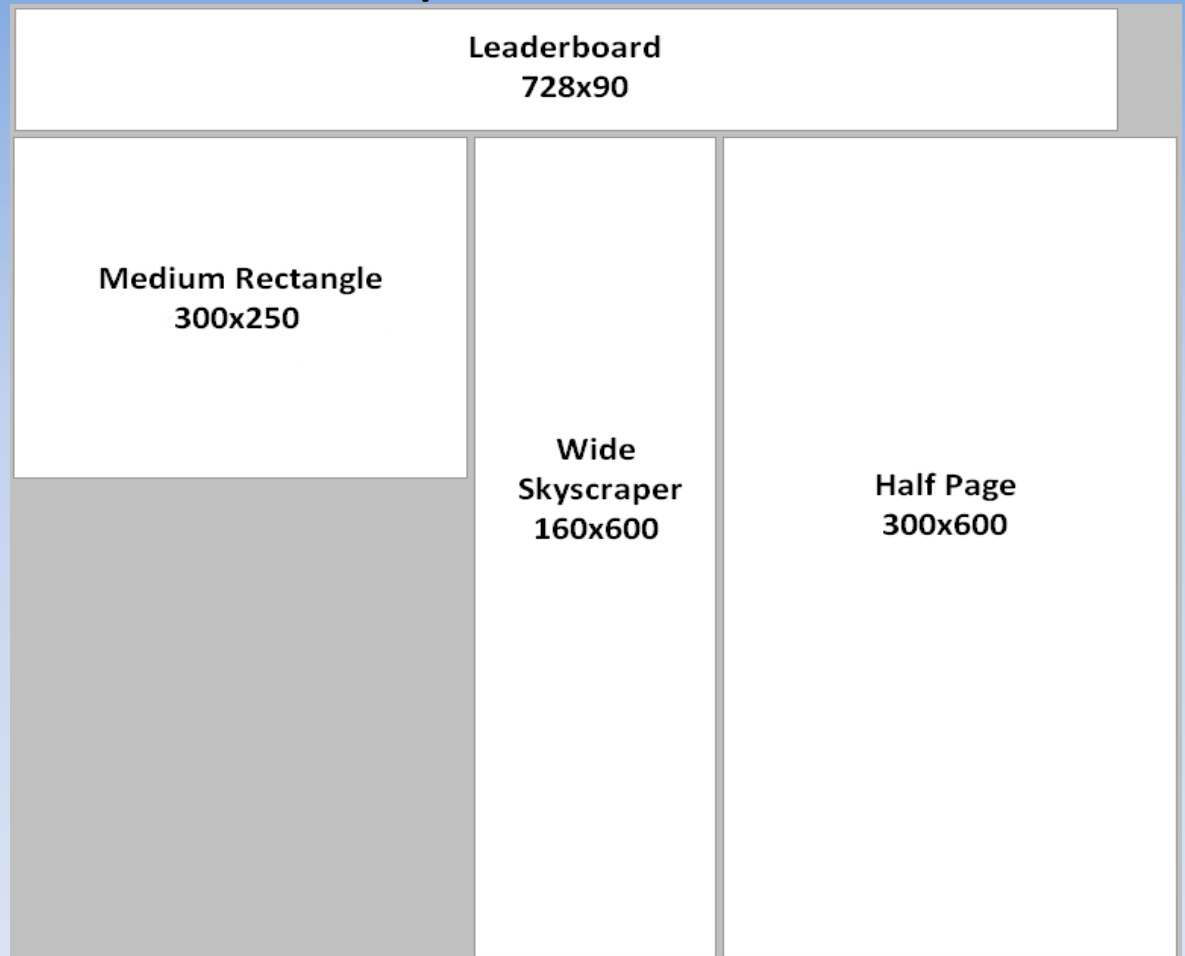 Leaderboard
728x90
Medium Rectangle
300x250
Wide
Skyscraper
160x600
Half Page
300x600